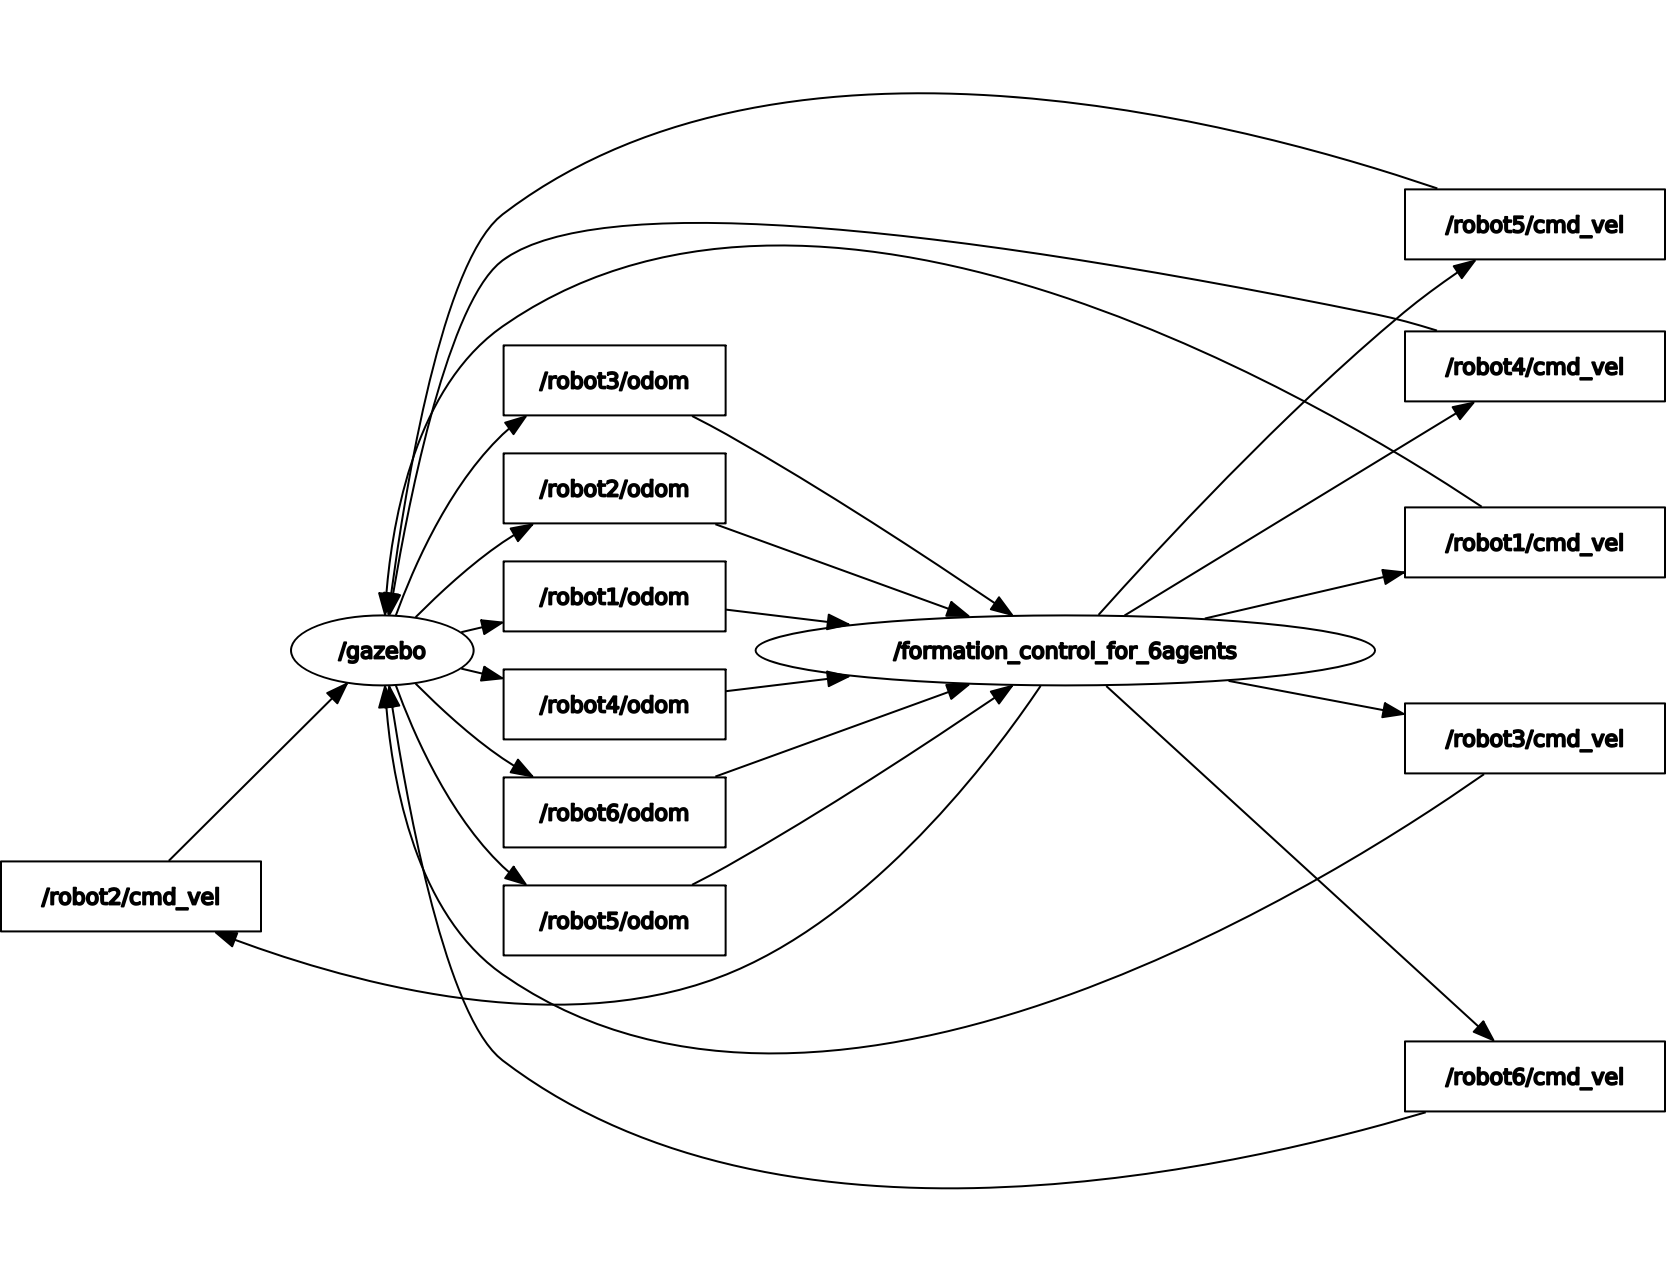 /robot5/cmd_vel
/robot4/cmd_vel
/robot3/odom
/robot2/odom
/robot1/cmd_vel
/robot1/odom
/gazebo
/formation_control_for_6agents
/robot4/odom
/robot3/cmd_vel
/robot6/odom
/robot2/cmd_vel
/robot5/odom
/robot6/cmd_vel